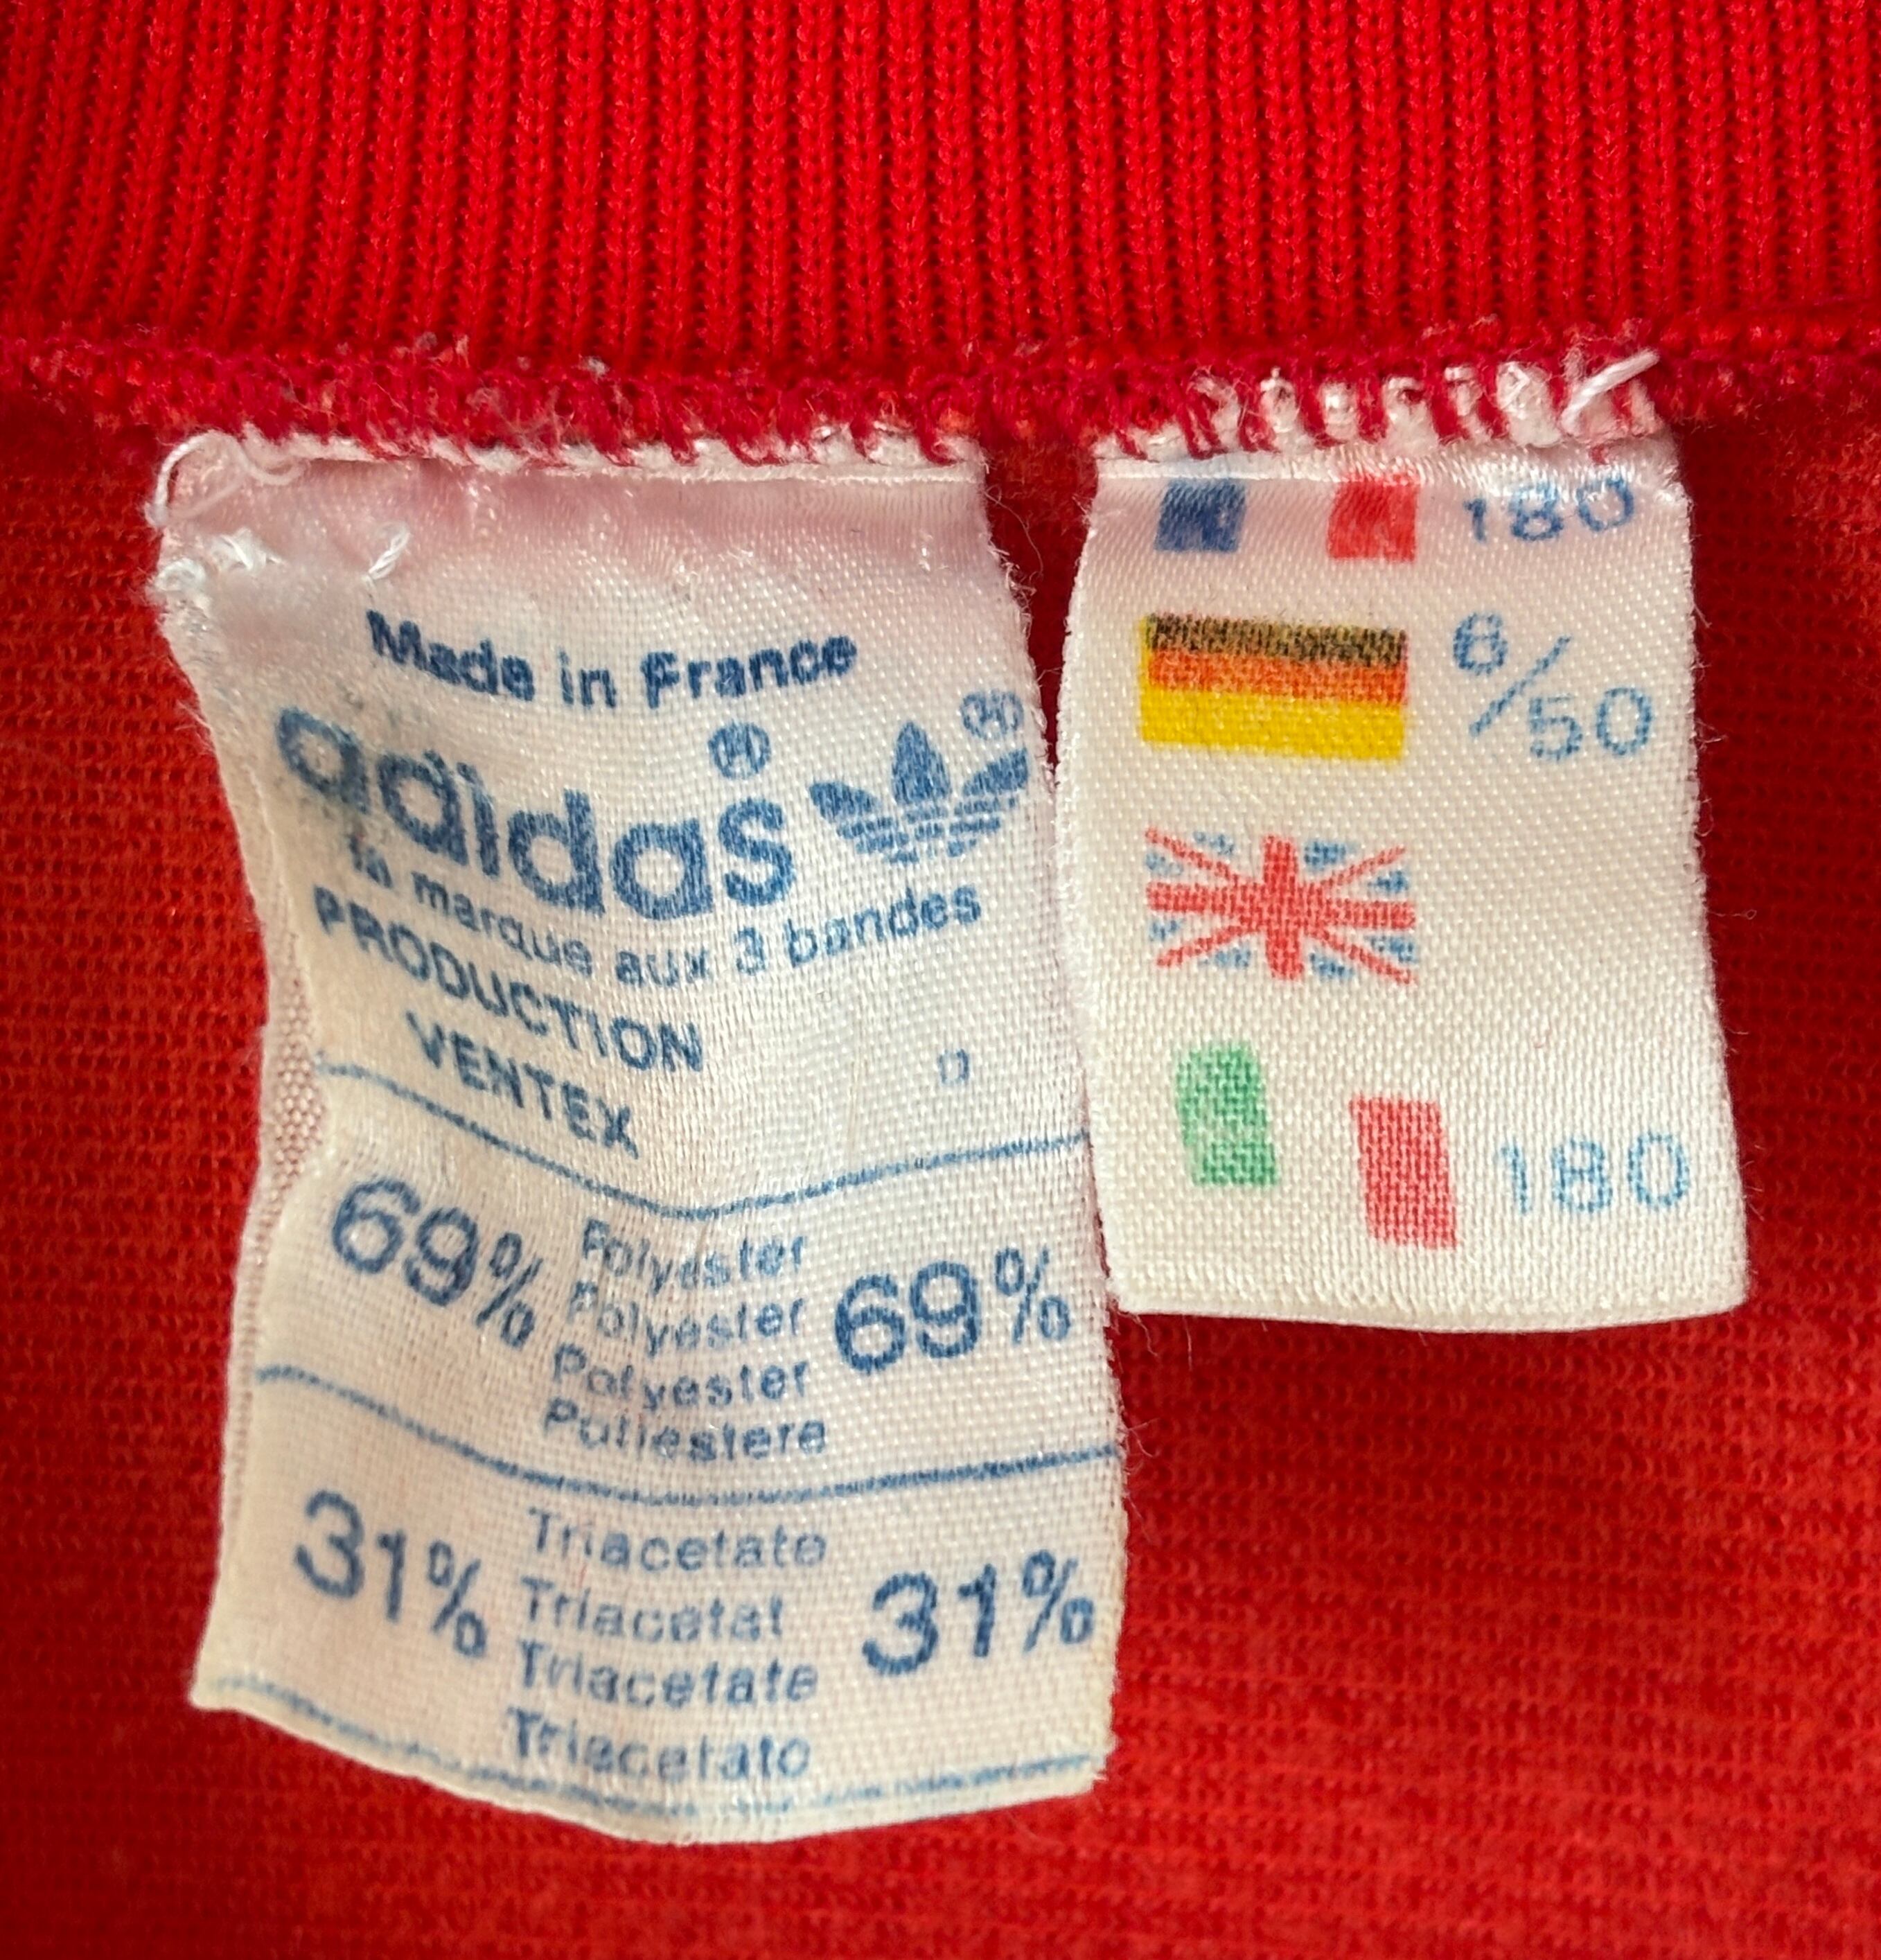 Made in France
adidas ® ®
la marque aux 3 bandes
PRODUCTION
VENTEX
69% Polyester 69%
Polyester
Polyester
Poliestere
31% Triacetate 31%
Triacetat
Triacetate
Triacetato
180
6/50
180